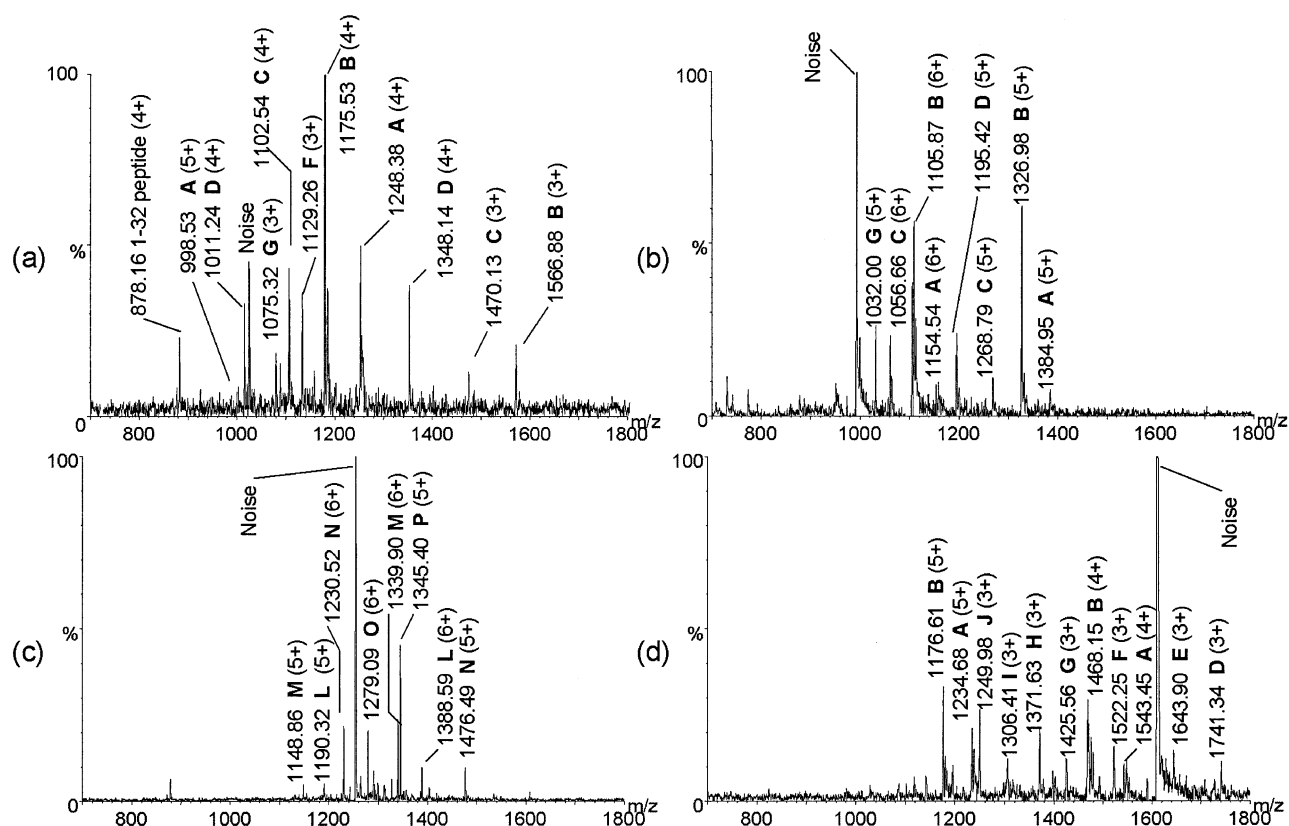 (a)
100
%
0
878.16 1-32 peptide (4+)
998.53 A (5+)
1011.24 D (4+)
Noise
1075.32 G (3+)
1102.54 C (4+)
1129.26 F (3+)
1175.53 B (4+)
1248.38 A (4+)
1348.14 D (4+)
1470.13 C (3+)
1566.88 B (3+)
800 1000 1200 1400 1600 1800 m/z
(b)
100
%
0
Noise
1032.00 G (5+)
1056.66 C (6+)
1105.87 B (6+)
1154.54 A (6+)
1195.42 D (5+)
1268.79 C (5+)
1326.98 B (5+)
1384.95 A (5+)
800 1000 1200 1400 1600 1800 m/z
(c)
100
%
0
Noise
1148.86 M (5+)
1190.32 L (5+)
1230.52 N (6+)
1279.09 O (6+)
1339.90 M (6+)
1345.40 P (5+)
1388.59 L (6+)
1476.49 N (5+)
800 1000 1200 1400 1600 1800 m/z
(d)
100
%
0
1176.61 B (5+)
1234.68 A (5+)
1249.98 J (3+)
1306.41 I (3+)
1371.63 H (3+)
1425.56 G (3+)
1468.15 B (4+)
1522.25 F (3+)
1543.45 A (4+)
1643.90 E (3+)
1741.34 D (3+)
Noise
800 1000 1200 1400 1600 1800 m/z